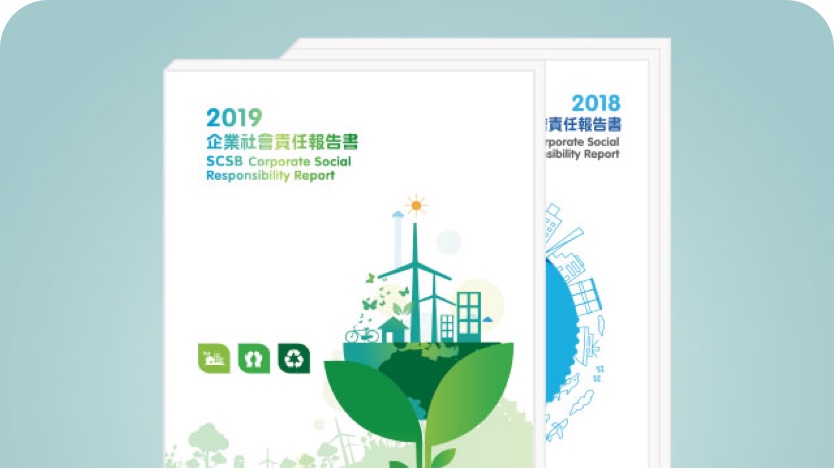 2019
企業社會責任報告書
SCSB Corporate Social
Responsibility Report
2018
責任報告書
rporate Social
sibility Report